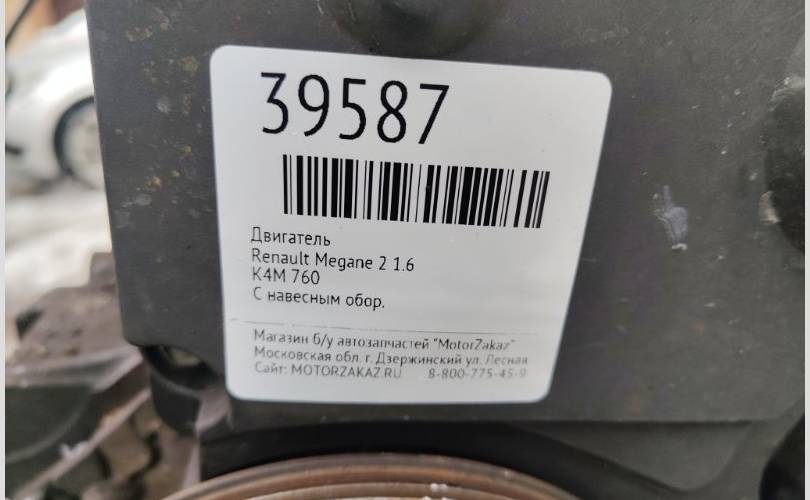 39587
Двигатель
Renault Megane 2 1.6
K4M 760
С навесным обор.
Магазин б/у автозапчастей "MotorZakaz"
Московская обл. г. Дзержинский ул. Лесная
Сайт: MOTORZAKAZ.RU 8-800-775-45-9